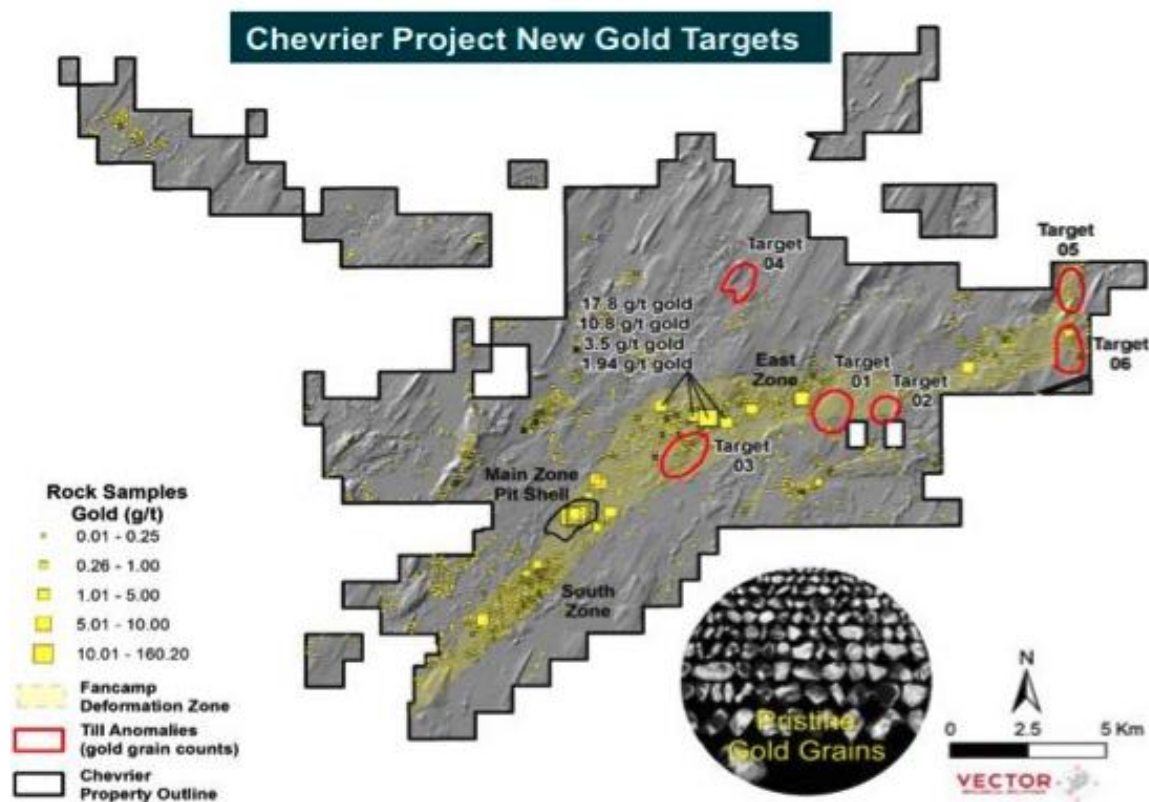 Chevrier Project New Gold Targets
Target
04
Target
05
17.8 g/t gold
10.8 g/t gold
3.5 g/t gold
1.94 g/t gold
East
Zone
Target
01
Target
02
Target
06
Target
03
Main Zone
Pit Shell
South
Zone
Rock Samples
Gold (g/t)
0.01 - 0.25
0.26 - 1.00
1.01 - 5.00
5.01 - 10.00
10.01 - 160.20
Fancamp
Deformation Zone
Till Anomalies
(gold grain counts)
Chevrier
Property Outline
Pristine
Gold Grains
N
0 2.5 5 Km
VECTOR